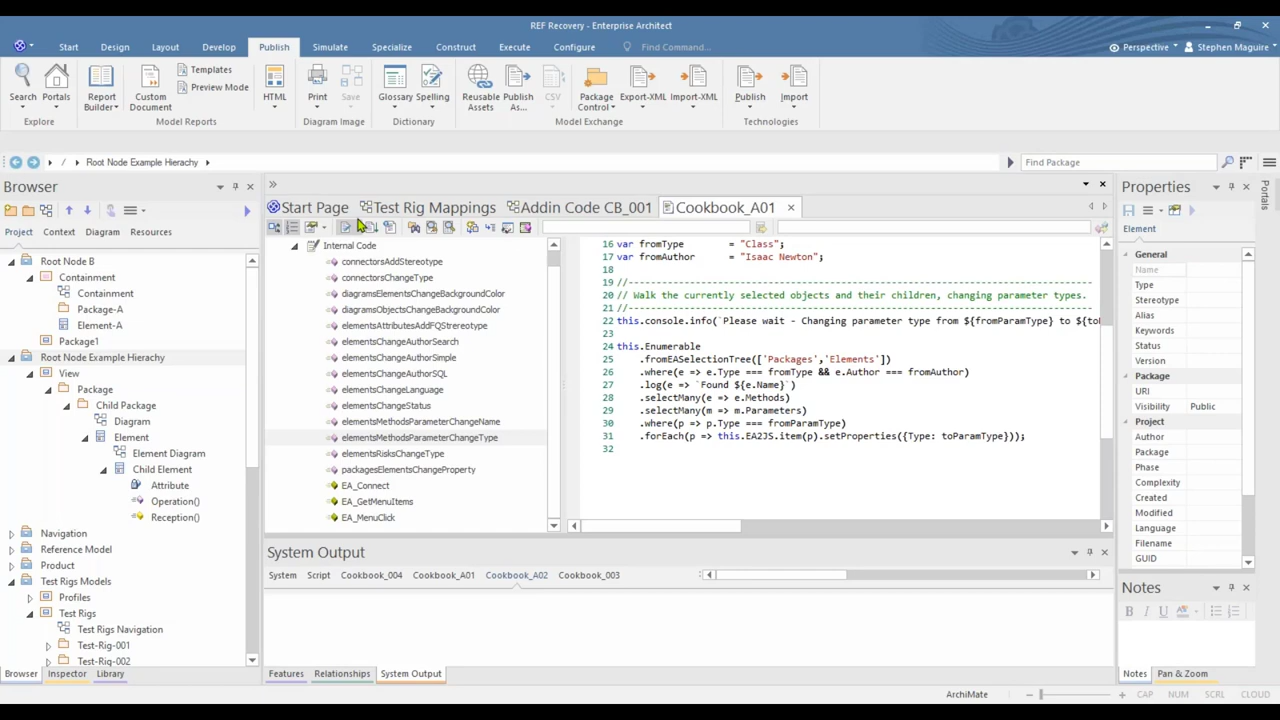 REF Recovery - Enterprise Architect
Start Design Layout Develop Publish Simulate Specialize Construct Execute Configure Find Command... Perspective Stephen Maguire
Search Portals Report Builder Custom Document Templates Preview Mode HTML Print Save Glossary Spelling Reusable Assets Publish As... CSV Package Control Export-XML Import-XML Publish Import
Explore Model Reports Diagram Image Dictionary Model Exchange Technologies
/ Root Node Example Hierachy Find Package
Browser
Project Context Diagram Resources
Root Node B
Containment
Containment
Package-A
Element-A
Package1
Root Node Example Hierachy
View
Package
Child Package
Diagram
Element
Element Diagram
Child Element
Attribute
Operation()
Reception()
Navigation
Reference Model
Product
Test Rigs Models
Profiles
Test Rigs
Test Rigs Navigation
Test-Rig-001
Test-Rig-002
Browser Inspector Library
Start Page Test Rig Mappings Addin Code CB_001 Cookbook_A01
Internal Code
connectorsAddStereotype
connectorsChangeType
diagramsElementsChangeBackgroundColor
diagramsObjectsChangeBackgroundColor
elementsAttributesAddFQStrereotype
elementsChangeAuthorSearch
elementsChangeAuthorSimple
elementsChangeAuthorSQL
elementsChangeLanguage
elementsChangeStatus
elementsMethodsParameterChangeName
elementsMethodsParameterChangeType
elementsRisksChangeType
packagesElementsChangeProperty
EA_Connect
EA_GetMenuItems
EA_MenuClick
16 var fromType = "Class";
17 var fromAuthor = "Isaac Newton";
18
19 //------------------------------------------------------------------------
20 // Walk the currently selected objects and their children, changing parameter types.
21 //------------------------------------------------------------------------
22 this.console.info(`Please wait - Changing parameter type from ${fromParamType} to ${to
23
24 this.Enumerable
25 .fromEASelectionTree(['Packages','Elements'])
26 .where(e => e.Type === fromType && e.Author === fromAuthor)
27 .log(e => `Found ${e.Name}`)
28 .selectMany(e => e.Methods)
29 .selectMany(m => m.Parameters)
30 .where(p => p.Type === fromParamType)
31 .forEach(p => this.EA2JS.item(p).setProperties({Type: toParamType}));
32
System Output
System Script Cookbook_004 Cookbook_A01 Cookbook_A02 Cookbook_003
Features Relationships System Output
Properties
Element
General
Name
Type
Stereotype
Alias
Keywords
Status
Version
Package
URI
Visibility Public
Project
Author
Package
Phase
Complexity
Created
Modified
Language
Filename
GUID
Notes
B I U
Notes Pan & Zoom
Portals
ArchiMate CAP NUM SCRL CLOUD